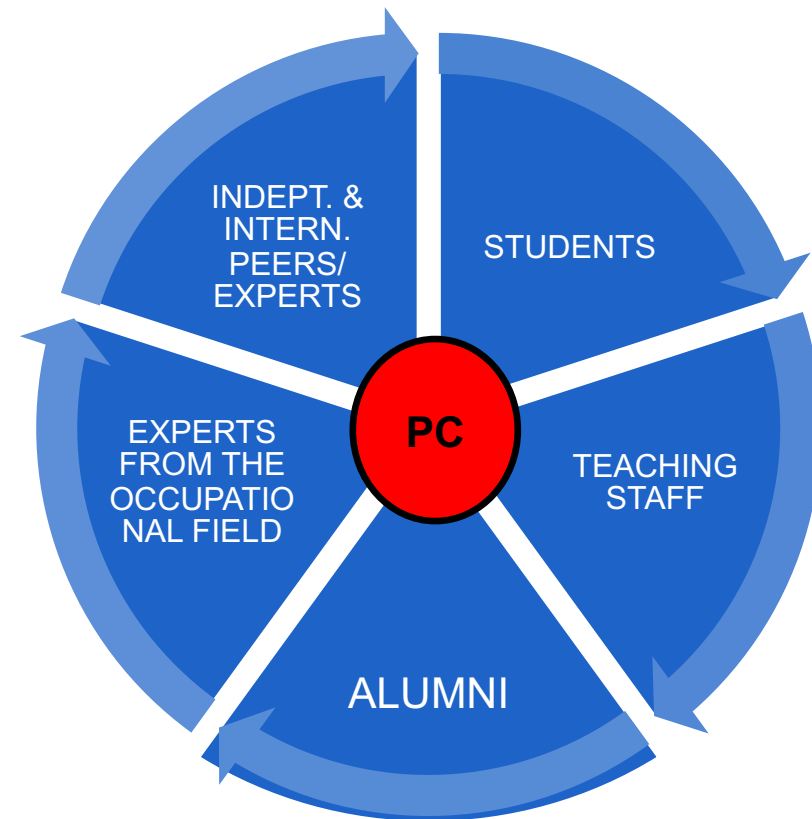 INDEPT. &
INTERN.
PEERS/
EXPERTS
STUDENTS
PC
EXPERTS
FROM THE
OCCUPATIO
NAL FIELD
TEACHING
STAFF
ALUMNI